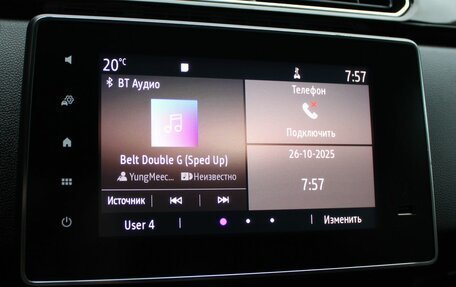 20°C
7:57
BT Аудио
Телефон
Подключить
Belt Double G (Sped Up)
YungMeec...
Неизвестно
26-10-2025
7:57
Источник
User 4
Изменить